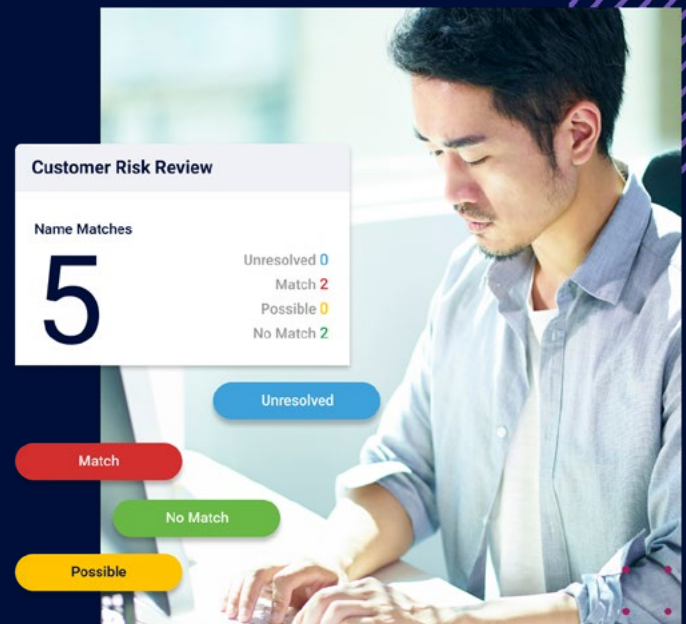 Customer Risk Review
Name Matches
5
Unresolved 0
Match 2
Possible 0
No Match 2
Unresolved
Match
No Match
Possible